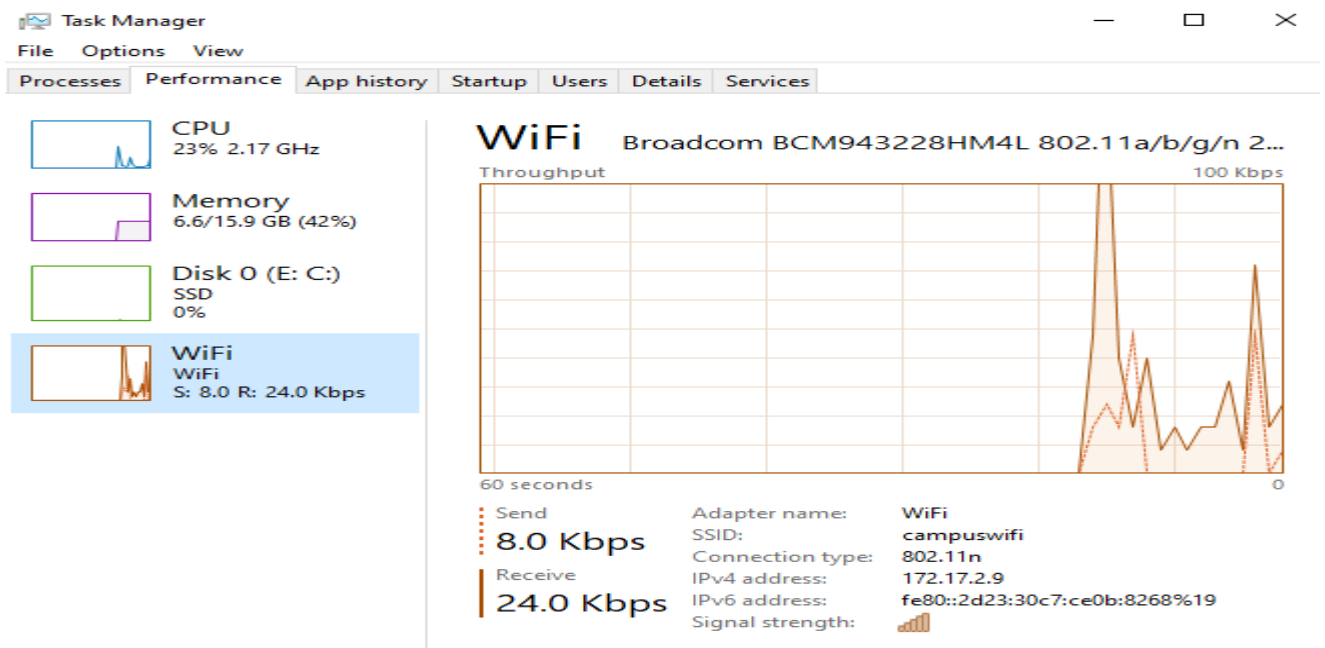 Task Manager
File Options View
Processes Performance App history Startup Users Details Services
CPU
23% 2.17 GHz
Memory
6.6/15.9 GB (42%)
Disk 0 (E: C:)
SSD
0%
WiFi
WiFi
S: 8.0 R: 24.0 Kbps
WiFi Broadcom BCM943228HM4L 802.11a/b/g/n 2...
Throughput 100 Kbps
60 seconds 0
Send
8.0 Kbps
Receive
24.0 Kbps
Adapter name: WiFi
SSID: campuswifi
Connection type: 802.11n
IPv4 address: 172.17.2.9
IPv6 address: fe80::2d23:30c7:ce0b:8268%19
Signal strength: